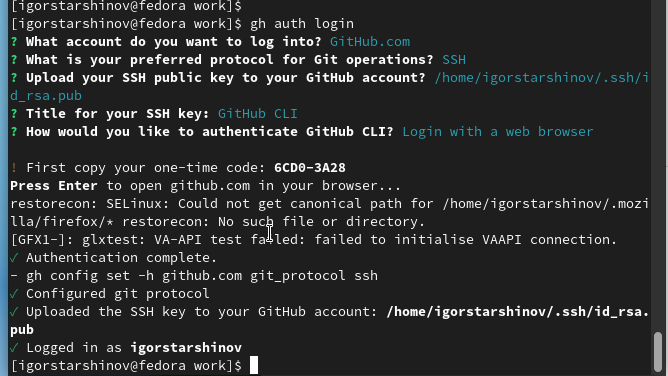 [igorstarshinov@fedora work]$
[igorstarshinov@fedora work]$ gh auth login
? What account do you want to log into? GitHub.com
? What is your preferred protocol for Git operations? SSH
? Upload your SSH public key to your GitHub account? /home/igorstarshinov/.ssh/i
d_rsa.pub
? Title for your SSH key: GitHub CLI
? How would you like to authenticate GitHub CLI? Login with a web browser
! First copy your one-time code: 6CD0-3A28
Press Enter to open github.com in your browser...
restorecon: SELinux: Could not get canonical path for /home/igorstarshinov/.mozi
lla/firefox/* restorecon: No such file or directory.
[GFX1-]: glxtest: VA-API test failed: failed to initialise VAAPI connection.
✓ Authentication complete.
- gh config set -h github.com git_protocol ssh
✓ Configured git protocol
✓ Uploaded the SSH key to your GitHub account: /home/igorstarshinov/.ssh/id_rsa.
pub
✓ Logged in as igorstarshinov
[igorstarshinov@fedora work]$